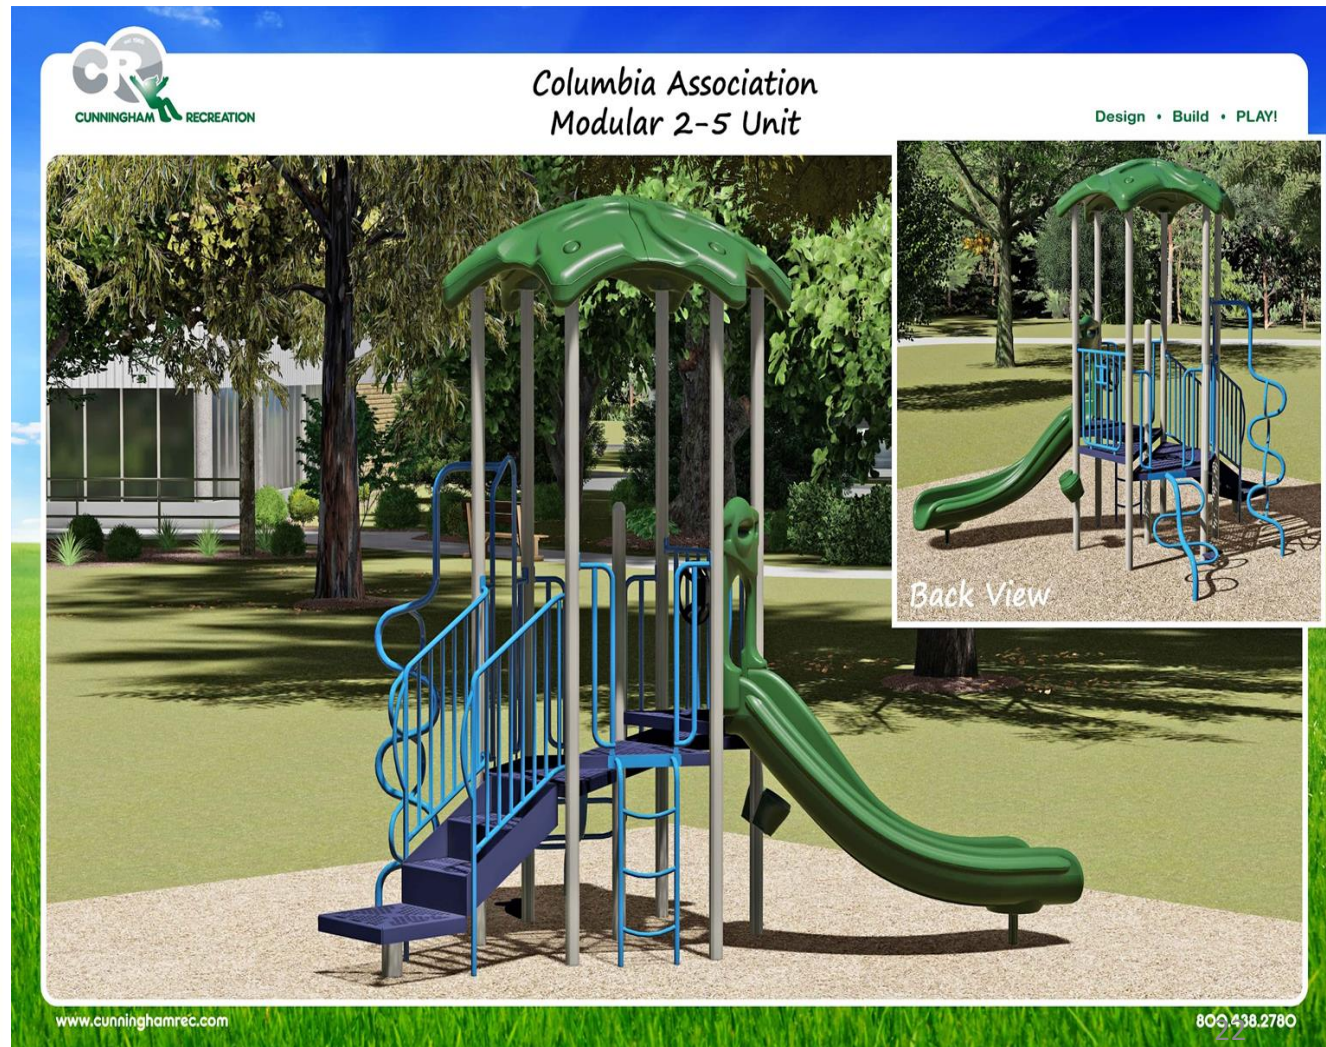 CR
CUNNINGHAM RECREATION
Columbia Association
Modular 2-5 Unit
Design • Build • PLAY!
Back View
www.cunninghamrec.com
800.438.2780
22